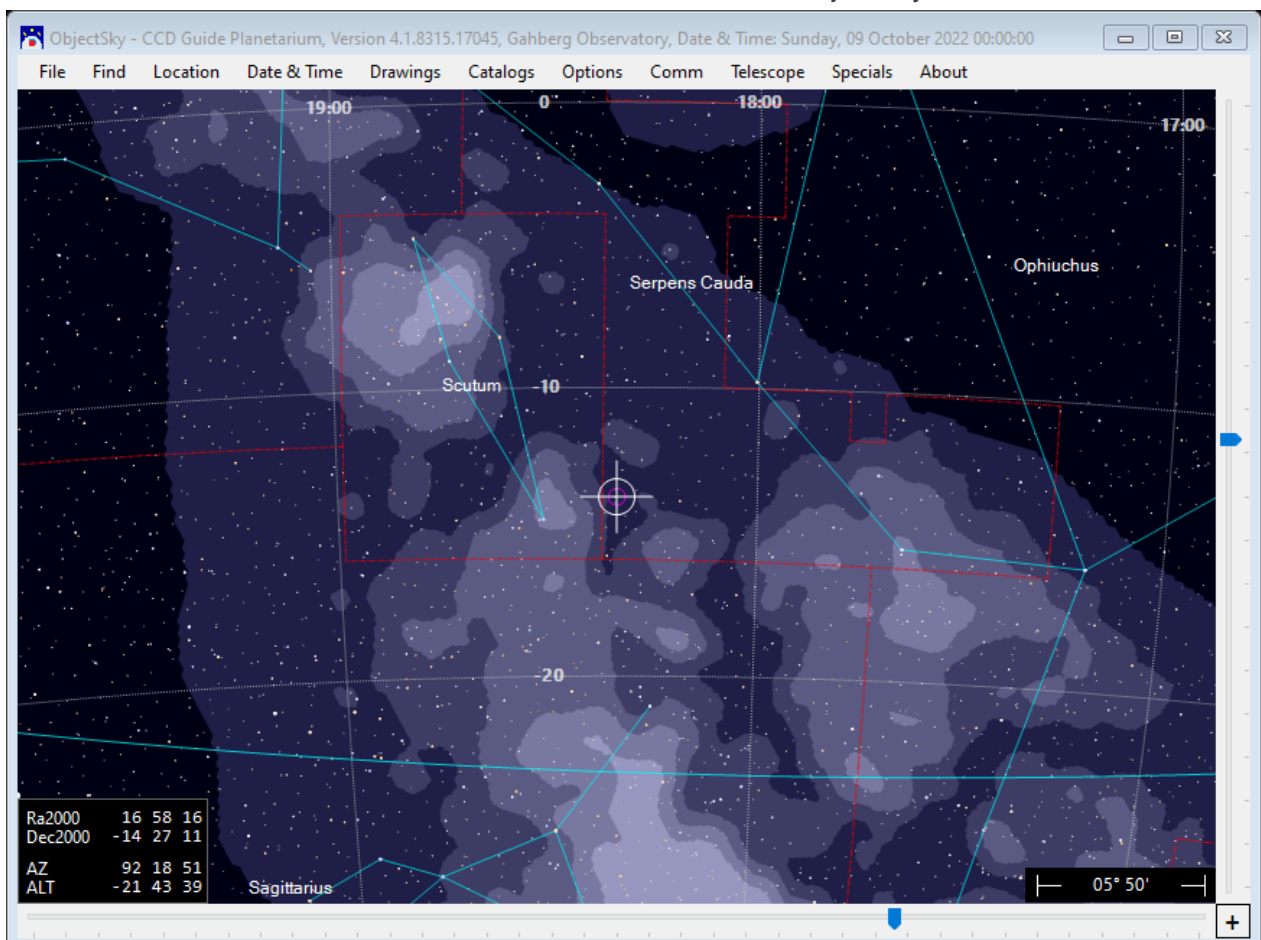 ObjectSky - CCD Guide Planetarium, Version 4.1.8315.17045, Gahberg Observatory, Date & Time: Sunday, 09 October 2022 00:00:00
File Find Location Date & Time Drawings Catalogs Options Comm Telescope Specials About
19:00 0 18:00
17:00
Ophiuchus
Serpens Cauda
Scutum -10
-20
Ra2000 16 58 16
Dec2000 -14 27 11
AZ 92 18 51
ALT -21 43 39
Sagittarius
05° 50'
+